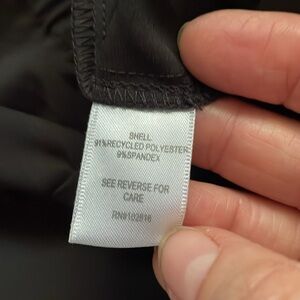 SHELL
91%RECYCLED POLYESTER
9%SPANDEX
SEE REVERSE FOR
CARE
RN#102816